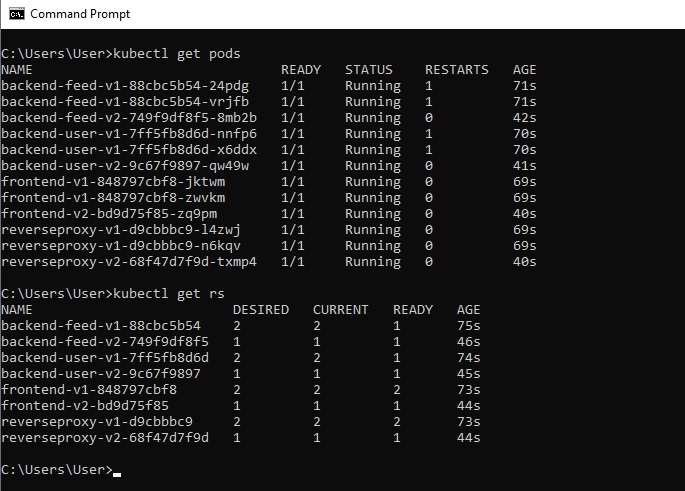 Command Prompt
C:\Users\User>kubectl get pods
NAME READY STATUS RESTARTS AGE
backend-feed-v1-88cbc5b54-24pdg 1/1 Running 1 71s
backend-feed-v1-88cbc5b54-vrjfb 1/1 Running 1 71s
backend-feed-v2-749f9df8f5-8mb2b 1/1 Running 0 42s
backend-user-v1-7ff5fb8d6d-nnfp6 1/1 Running 1 70s
backend-user-v1-7ff5fb8d6d-x6ddx 1/1 Running 1 70s
backend-user-v2-9c67f9897-qw49w 1/1 Running 0 41s
frontend-v1-848797cbf8-jktwm 1/1 Running 0 69s
frontend-v1-848797cbf8-zwvkm 1/1 Running 0 69s
frontend-v2-bd9d75f85-zq9pm 1/1 Running 0 40s
reverseproxy-v1-d9cbbbc9-l4zwj 1/1 Running 0 69s
reverseproxy-v1-d9cbbbc9-n6kqv 1/1 Running 0 69s
reverseproxy-v2-68f47d7f9d-txmp4 1/1 Running 0 40s
C:\Users\User>kubectl get rs
NAME DESIRED CURRENT READY AGE
backend-feed-v1-88cbc5b54 2 2 1 75s
backend-feed-v2-749f9df8f5 1 1 1 46s
backend-user-v1-7ff5fb8d6d 2 2 1 74s
backend-user-v2-9c67f9897 1 1 1 45s
frontend-v1-848797cbf8 2 2 2 73s
frontend-v2-bd9d75f85 1 1 1 44s
reverseproxy-v1-d9cbbbc9 2 2 2 73s
reverseproxy-v2-68f47d7f9d 1 1 1 44s
C:\Users\User>